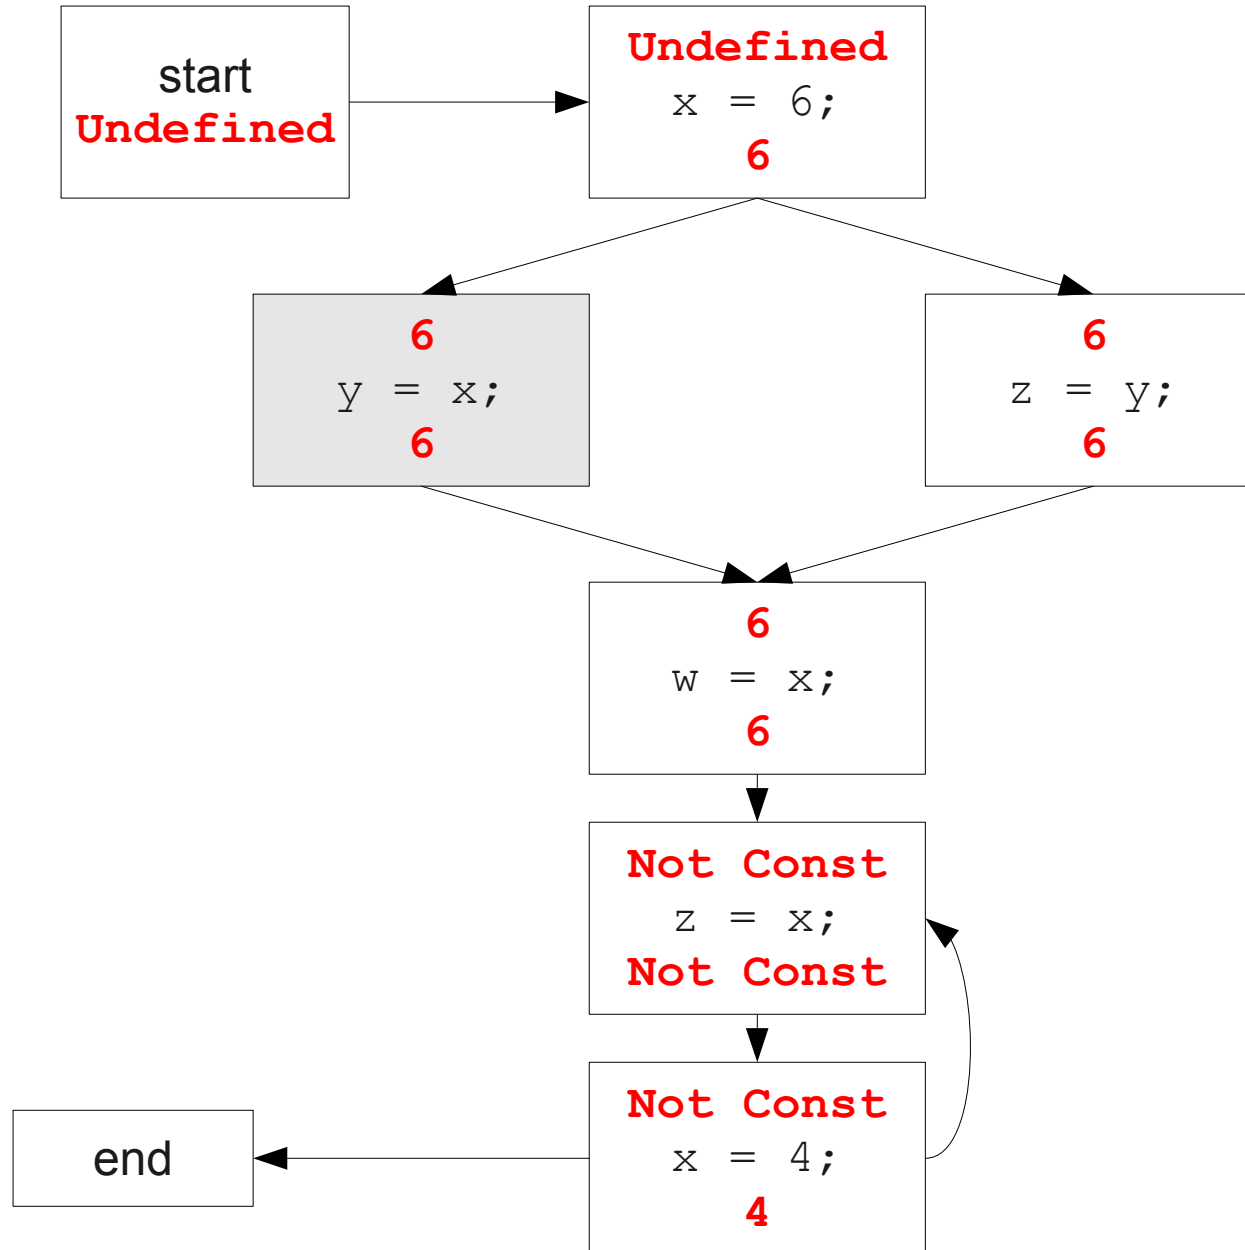 start
Undefined
Undefined
x = 6;
6
6
y = x;
6
6
z = y;
6
6
w = x;
6
Not Const
z = x;
Not Const
Not Const
x = 4;
4
end